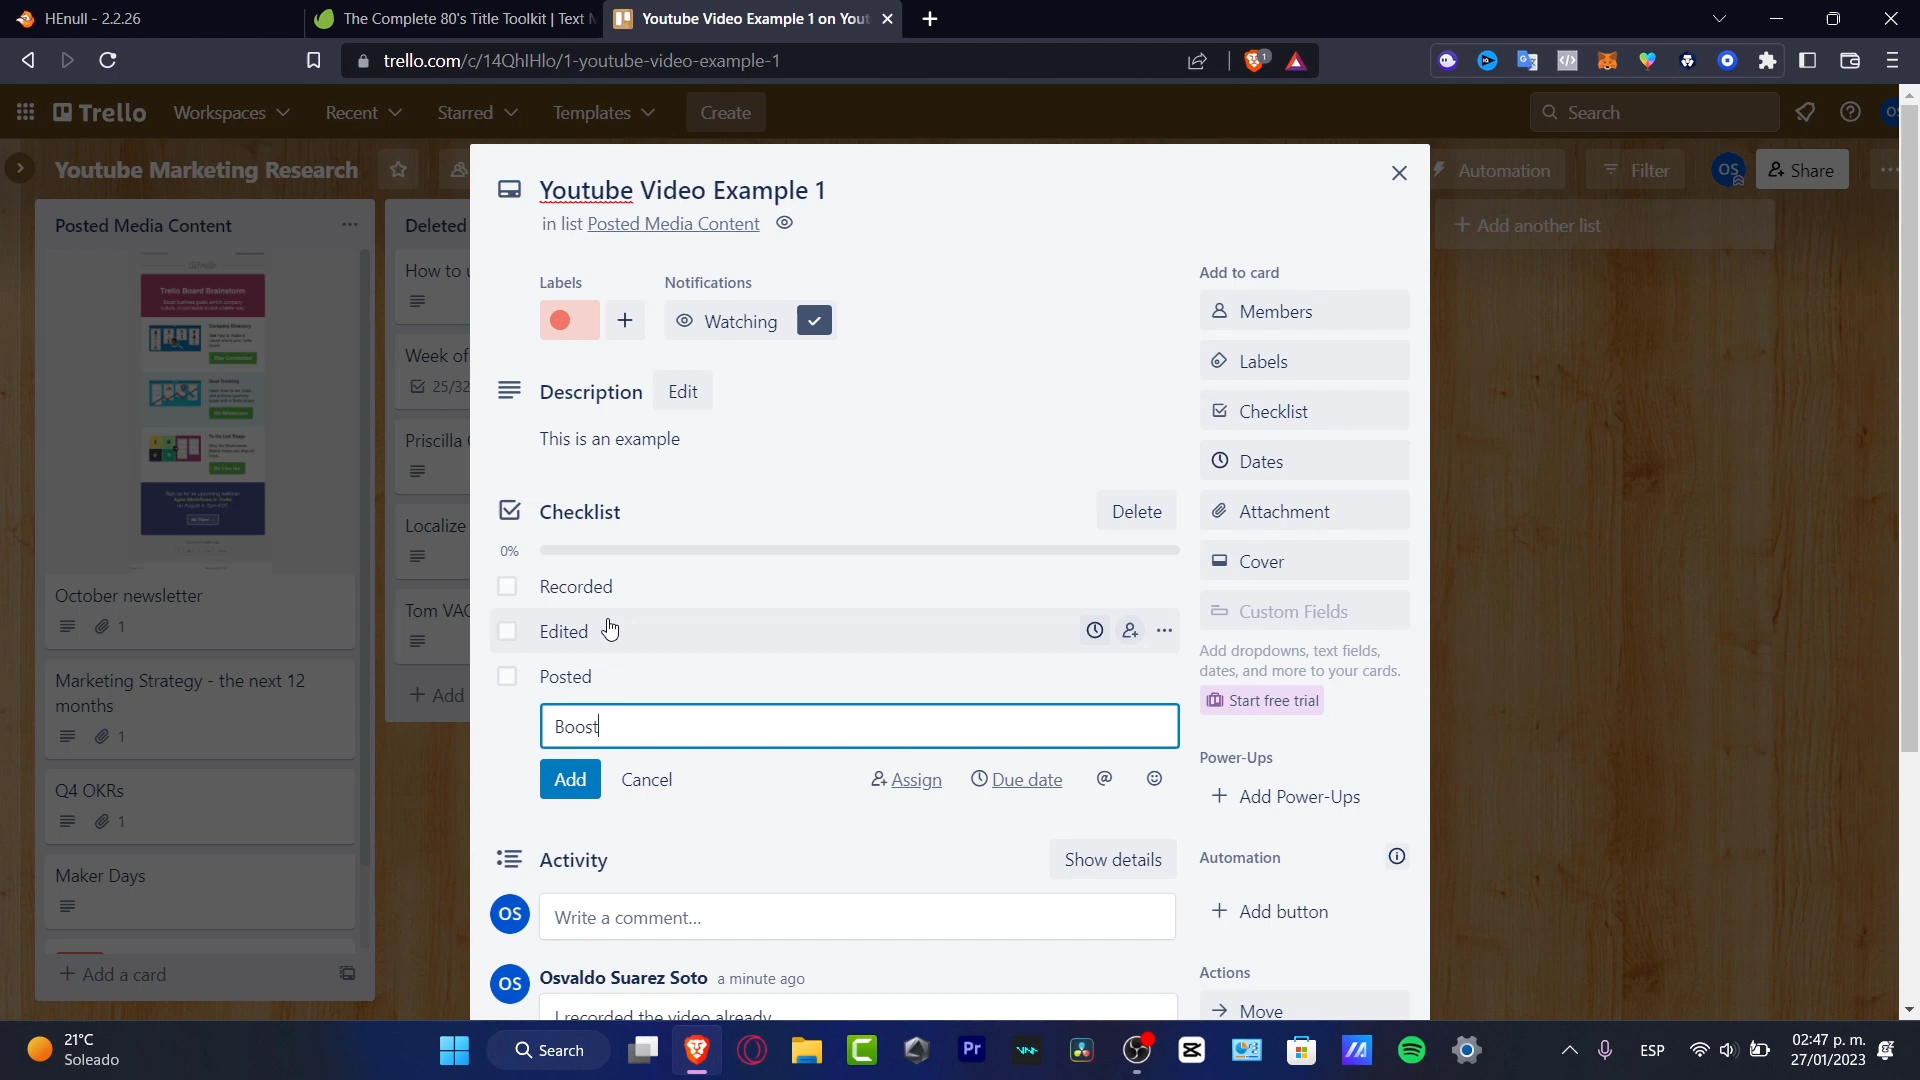 HEnull - 2.2.26
The Complete 80's Title Toolkit | Text
Youtube Video Example 1 on You
trello.com/c/14QhlHlo/1-youtube-video-example-1
1
Trello
Workspaces
Recent
Starred
Templates
Create
Search
Youtube Marketing Research
Automation
Filter
OS
Share
Posted Media Content
Trello Board Brainstorm
October newsletter
1
Marketing Strategy - the next 12
months
1
Q4 OKRs
1
Maker Days
+ Add a card
Deleted
How to
Week of
25/32
Priscilla
Localize
Tom VAC
+ Add
+ Add another list
Youtube Video Example 1
in list Posted Media Content
Labels
Notifications
Watching
Description
Edit
This is an example
Checklist
Delete
0%
Recorded
Edited
Posted
Boost
Add
Cancel
Assign
Due date
@
Activity
Show details
OS
Write a comment...
OS
Osvaldo Suarez Soto a minute ago
I recorded the video already
Add to card
Members
Labels
Checklist
Dates
Attachment
Cover
Custom Fields
Add dropdowns, text fields,
dates, and more to your cards.
Start free trial
Power-Ups
+ Add Power-Ups
Automation
+ Add button
Actions
Move
21°C
Soleado
Search
Pr
ESP
02:47 p. m.
27/01/2023